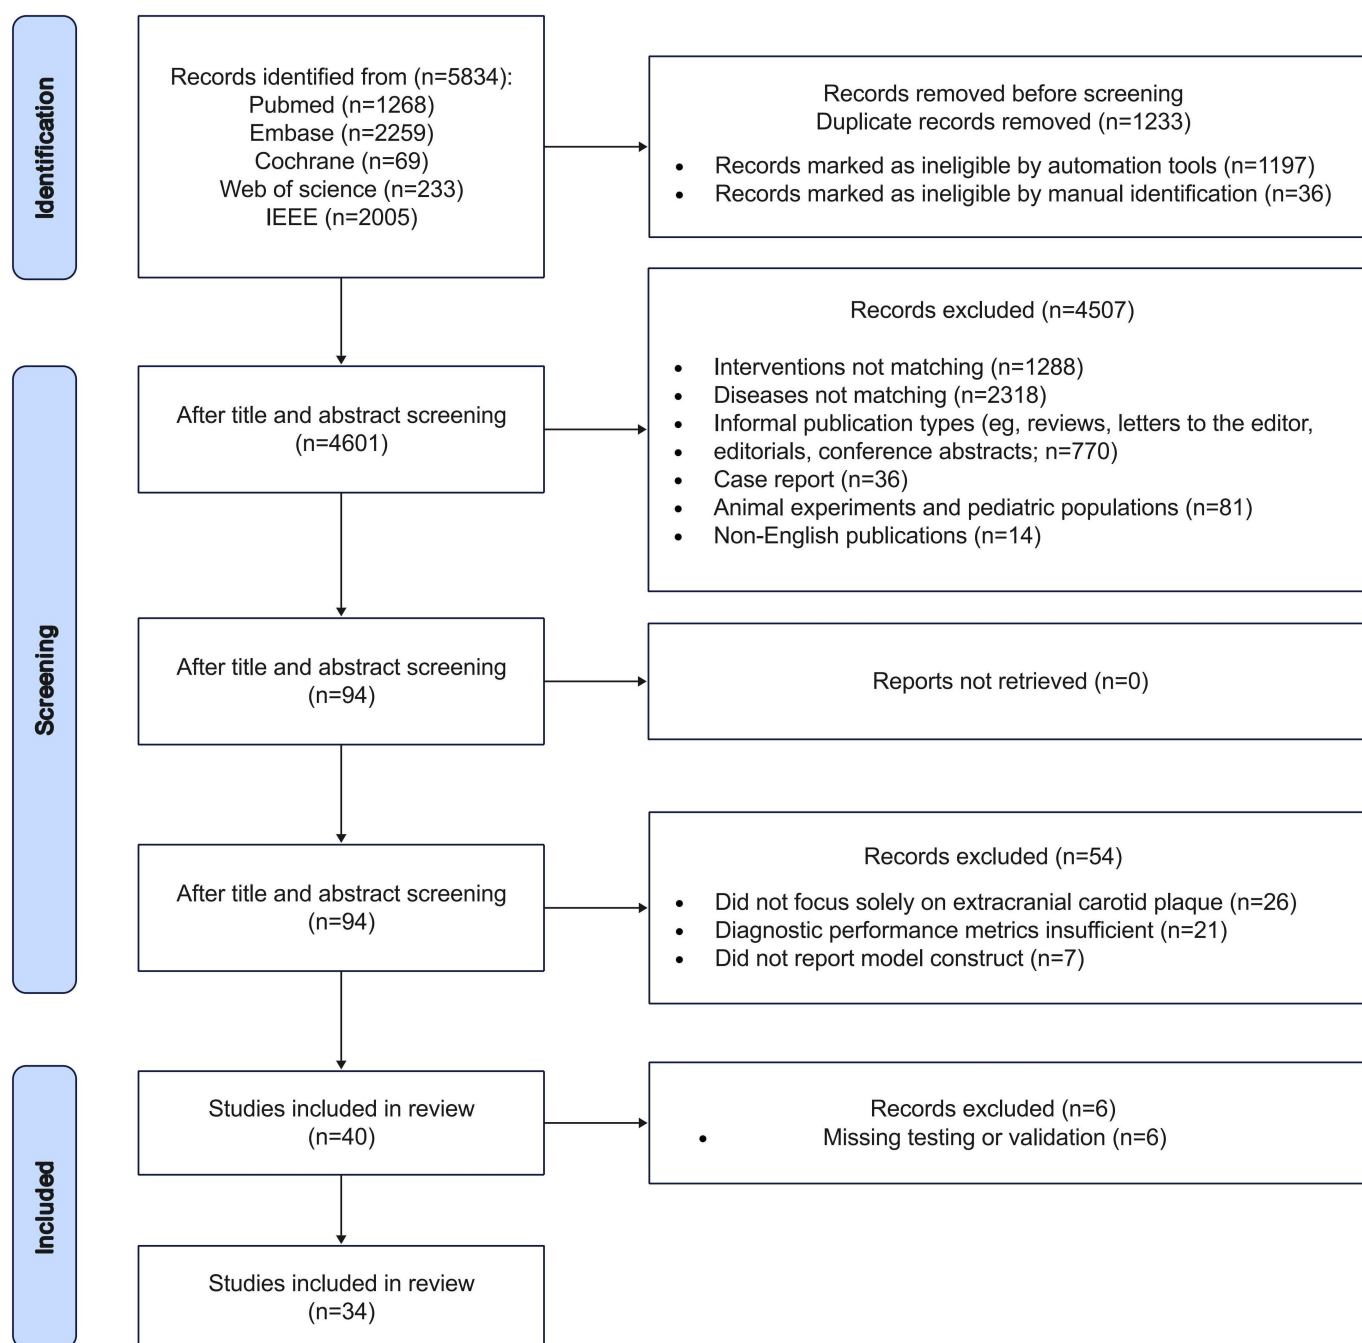 Identification
Records identified from (n=5834):
Pubmed (n=1268)
Embase (n=2259)
Cochrane (n=69)
Web of science (n=233)
IEEE (n=2005)
Records removed before screening
Duplicate records removed (n=1233)
• Records marked as ineligible by automation tools (n=1197)
• Records marked as ineligible by manual identification (n=36)
Screening
After title and abstract screening
(n=4601)
Records excluded (n=4507)
• Interventions not matching (n=1288)
• Diseases not matching (n=2318)
• Informal publication types (eg, reviews, letters to the editor,
• editorials, conference abstracts; n=770)
• Case report (n=36)
• Animal experiments and pediatric populations (n=81)
• Non-English publications (n=14)
After title and abstract screening
(n=94)
Reports not retrieved (n=0)
After title and abstract screening
(n=94)
Records excluded (n=54)
• Did not focus solely on extracranial carotid plaque (n=26)
• Diagnostic performance metrics insufficient (n=21)
• Did not report model construct (n=7)
Included
Studies included in review
(n=40)
Records excluded (n=6)
• Missing testing or validation (n=6)
Studies included in review
(n=34)